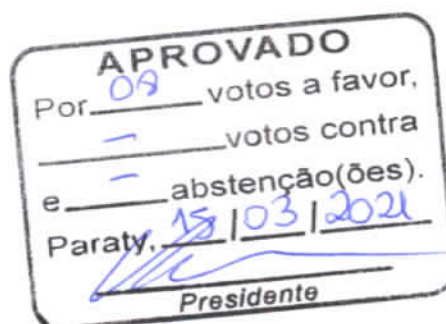 APROVADO
Por 08 votos a favor,
— votos contra
e — abstenção(ões).
Paraty, 15/03/2021
Presidente